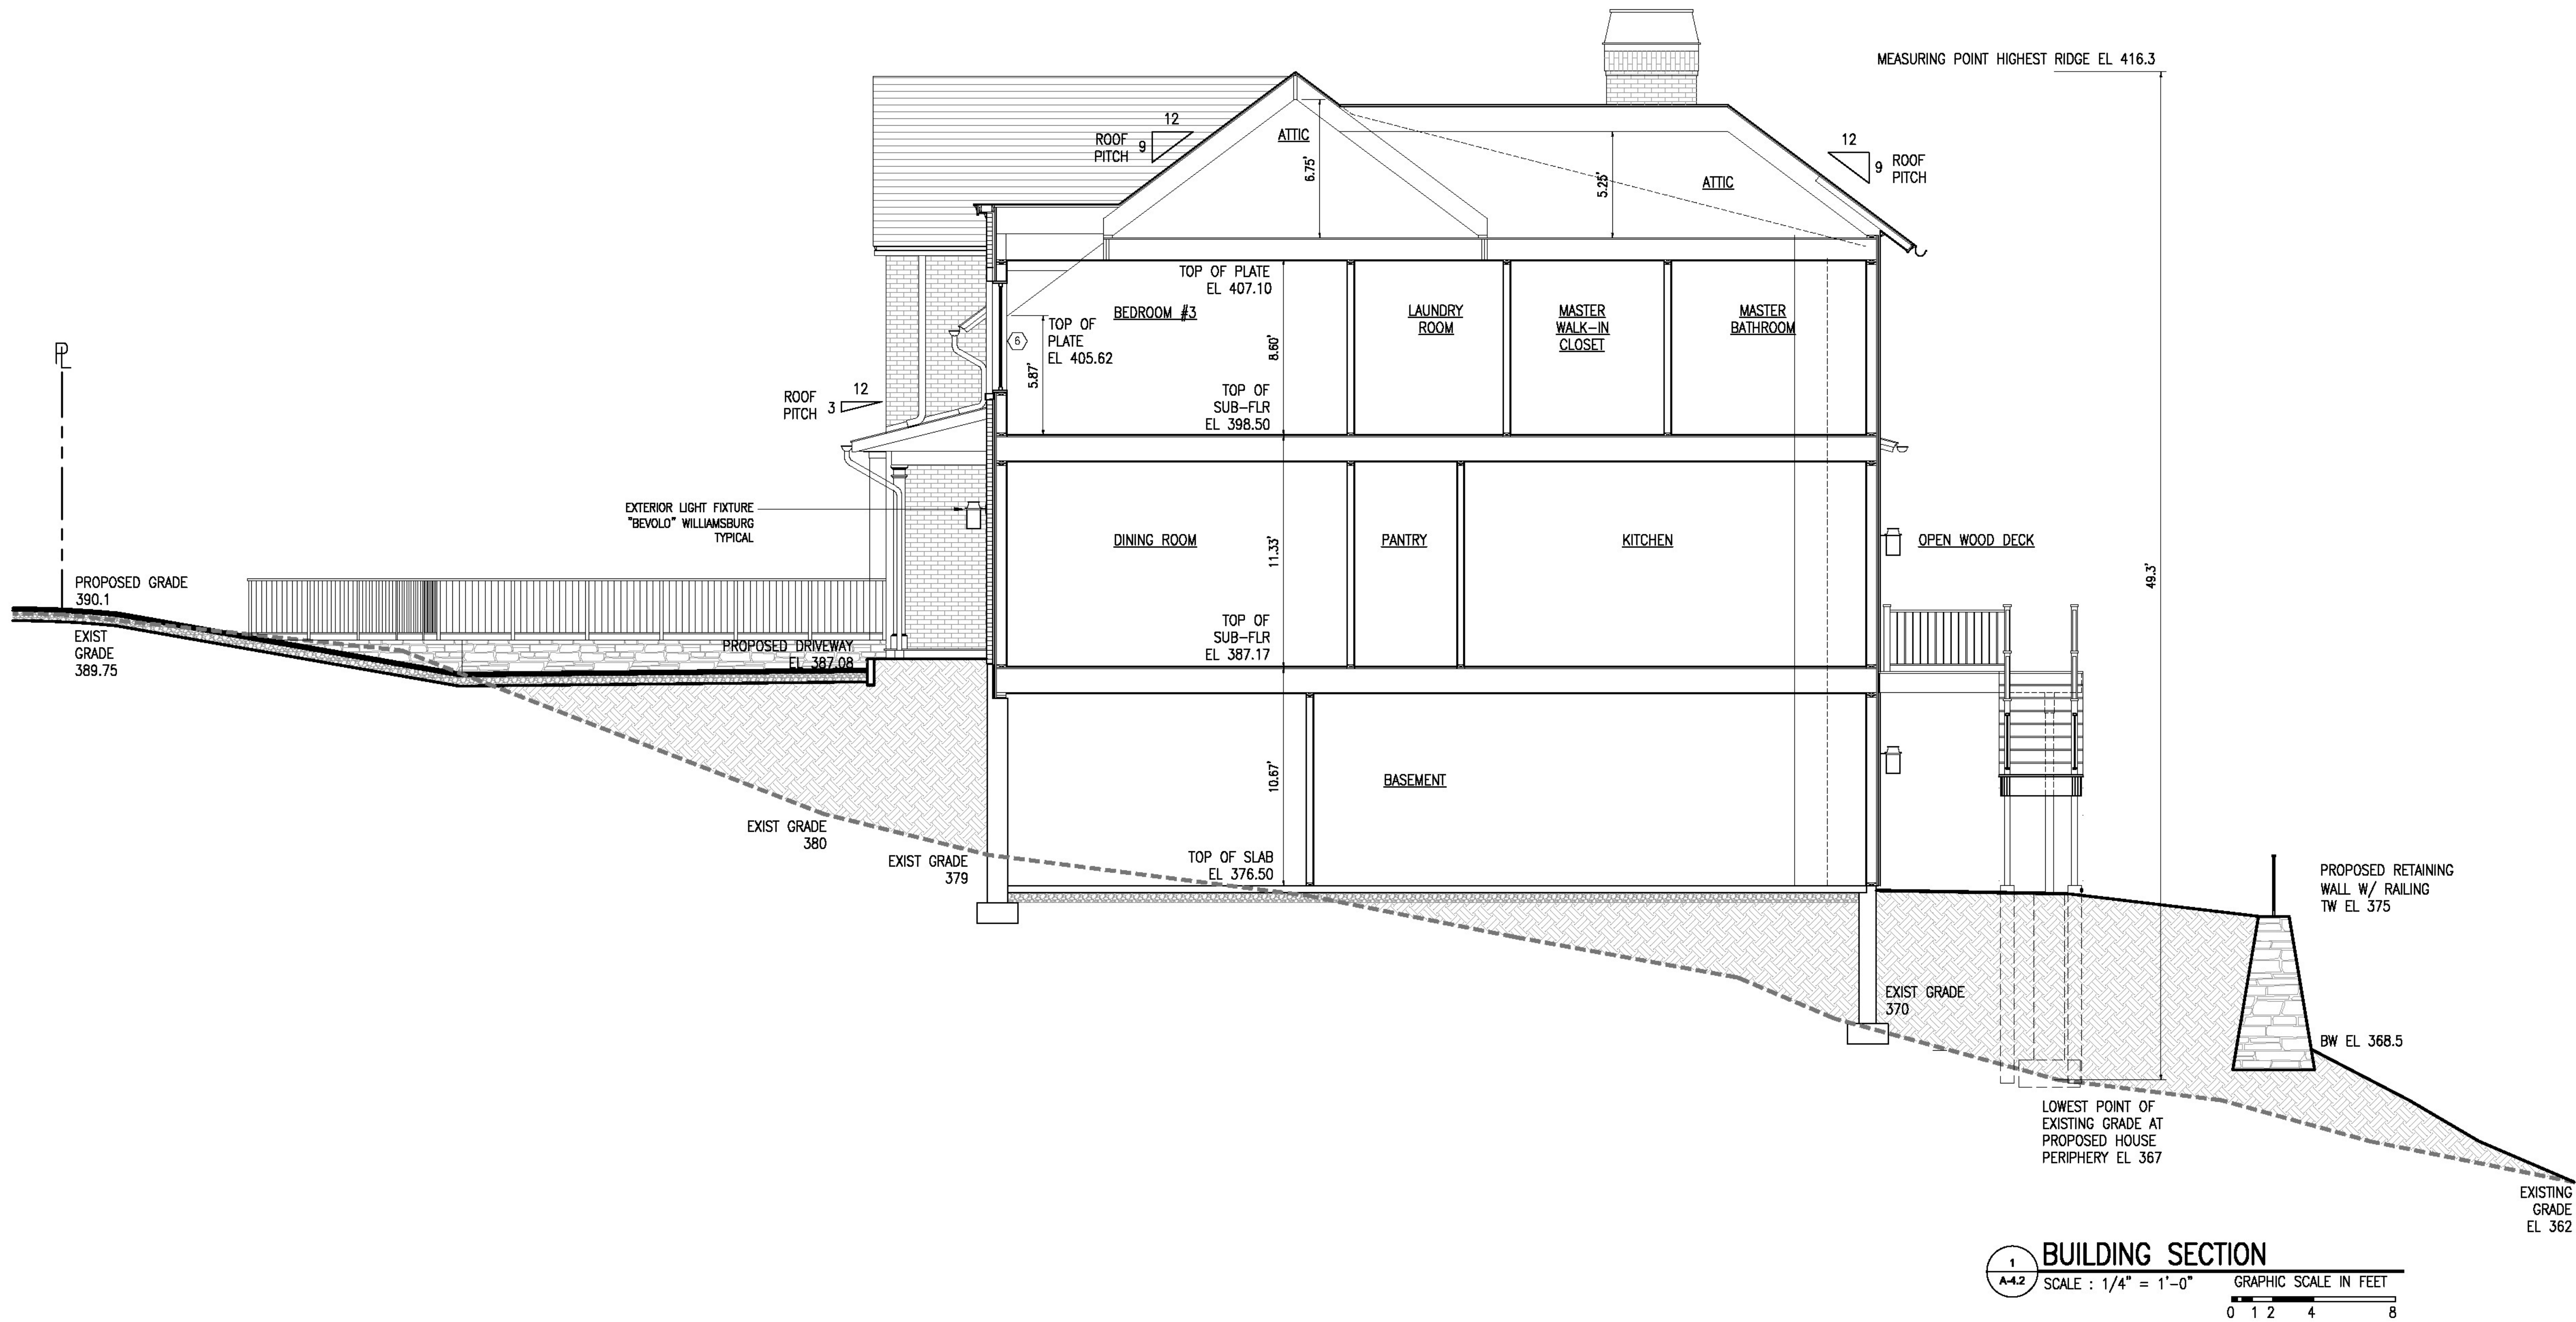 MEASURING POINT HIGHEST RIDGE EL 416.3
12
ROOF
PITCH
9
ATTIC
6.75'
5.25'
ATTIC
12
9
ROOF
PITCH
TOP OF PLATE
EL 407.10
BEDROOM #3
LAUNDRY
ROOM
MASTER
WALK-IN
CLOSET
MASTER
BATHROOM
TOP OF
PLATE
EL 405.62
6
5.87'
8.60'
TOP OF
SUB-FLR
EL 398.50
PL
12
ROOF
PITCH
3
EXTERIOR LIGHT FIXTURE
"BEVOLO" WILLIAMSBURG
TYPICAL
DINING ROOM
PANTRY
KITCHEN
OPEN WOOD DECK
11.33'
49.3'
PROPOSED GRADE
390.1
EXIST
GRADE
389.75
PROPOSED DRIVEWAY
EL 387.08
TOP OF
SUB-FLR
EL 387.17
10.67'
BASEMENT
EXIST GRADE
380
EXIST GRADE
379
TOP OF SLAB
EL 376.50
PROPOSED RETAINING
WALL W/ RAILING
TW EL 375
EXIST GRADE
370
BW EL 368.5
LOWEST POINT OF
EXISTING GRADE AT
PROPOSED HOUSE
PERIPHERY EL 367
EXISTING
GRADE
EL 362
1
A-4.2
BUILDING SECTION
SCALE : 1/4" = 1'-0"
GRAPHIC SCALE IN FEET
0 1 2 4 8